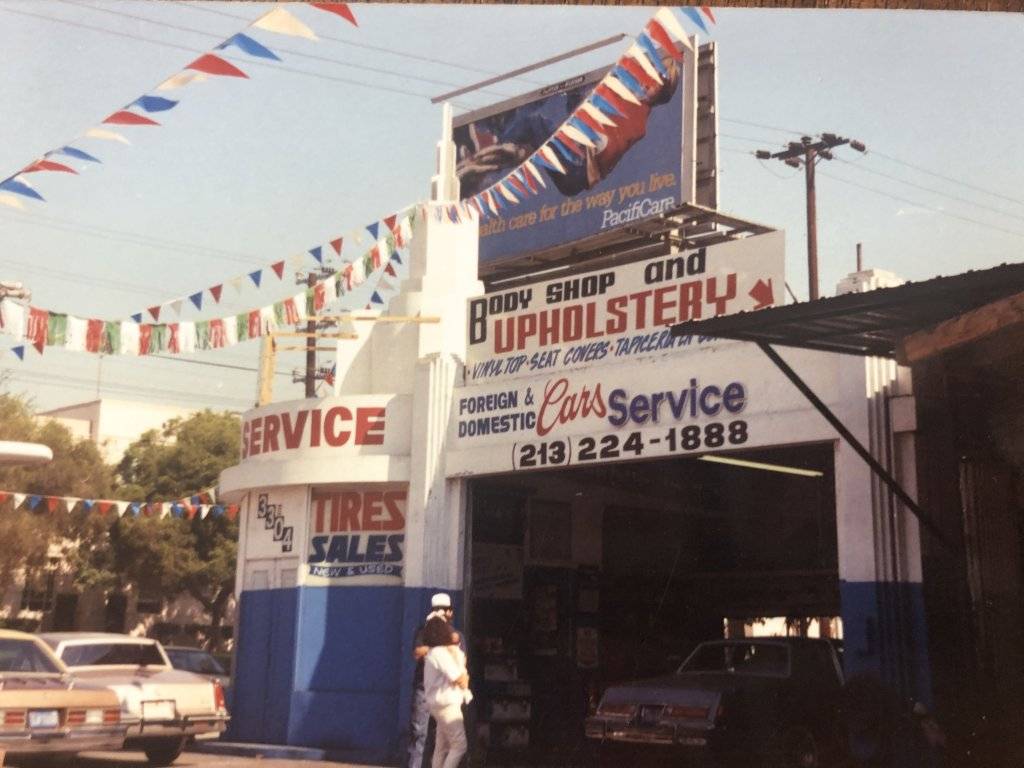 ealth care for the way you live.
PacifiCare
BODY SHOP and
UPHOLSTERY
VINYL TOP · SEAT COVERS · TAPICERIA
FOREIGN &
DOMESTIC
Cars Service
(213) 224-1888
SERVICE
3304
TIRES
SALES
NEW & USED